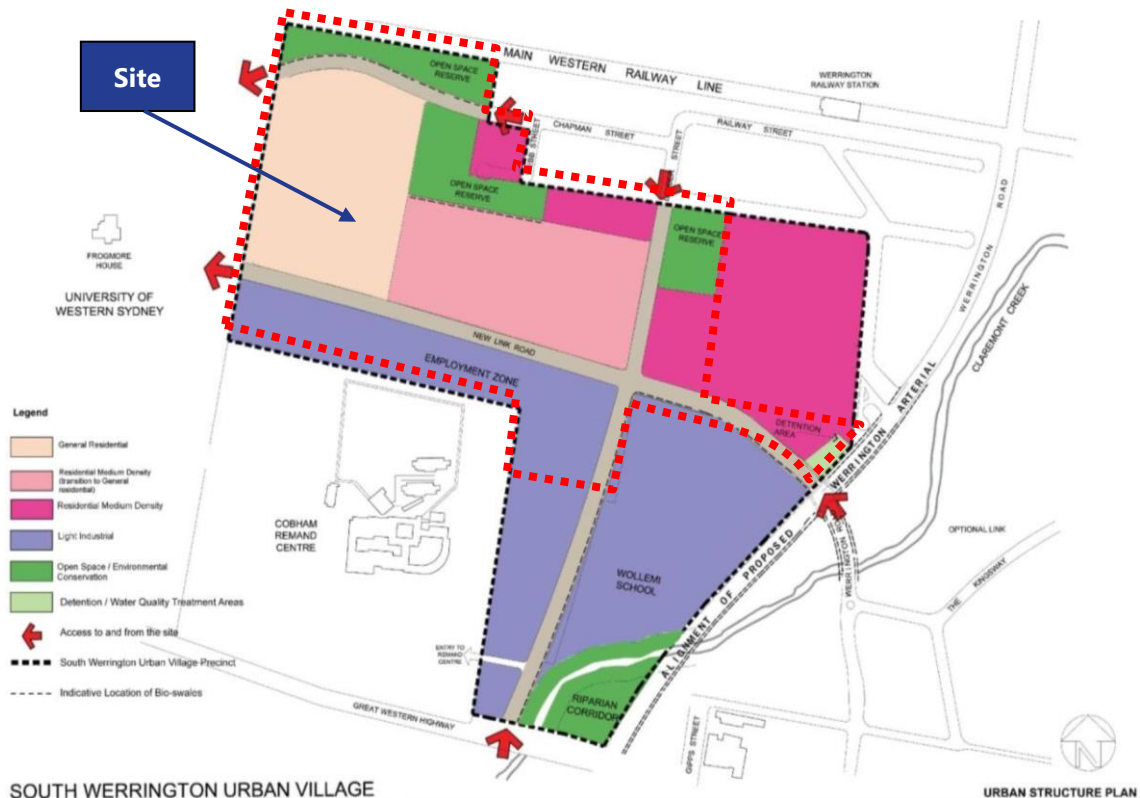 Site
MAIN WESTERN RAILWAY LINE
WERRINGTON
RAILWAY STATION
OPEN SPACE
RESERVE
CHAPMAN STREET
RAILWAY STREET
STREET
STREET
OPEN SPACE
RESERVE
OPEN SPACE
RESERVE
WERRINGTON ROAD
CLAREMONT CREEK
FROGMORE
HOUSE
UNIVERSITY OF
WESTERN SYDNEY
NEW LINK ROAD
EMPLOYMENT ZONE
DETENTION
AREA
ALIGNMENT OF PROPOSED WERRINGTON ARTERIAL
Legend
General Residential
Residential Medium Density
(transition to General
residential)
Residential Medium Density
Light Industrial
Open Space / Environmental
Conservation
Detention / Water Quality Treatment Areas
Access to and from the site
South Werrington Urban Village Precinct
Indicative Location of Bio-swales
COBHAM
REMAND
CENTRE
WOLLEMI
SCHOOL
WERRINGTON
OPTIONAL LINK
THE KINGSWAY
ENTRY TO
REMAND
CENTRE
RIPARIAN
CORRIDOR
GREAT WESTERN HIGHWAY
GIPPS STREET
N
SOUTH WERRINGTON URBAN VILLAGE
URBAN STRUCTURE PLAN